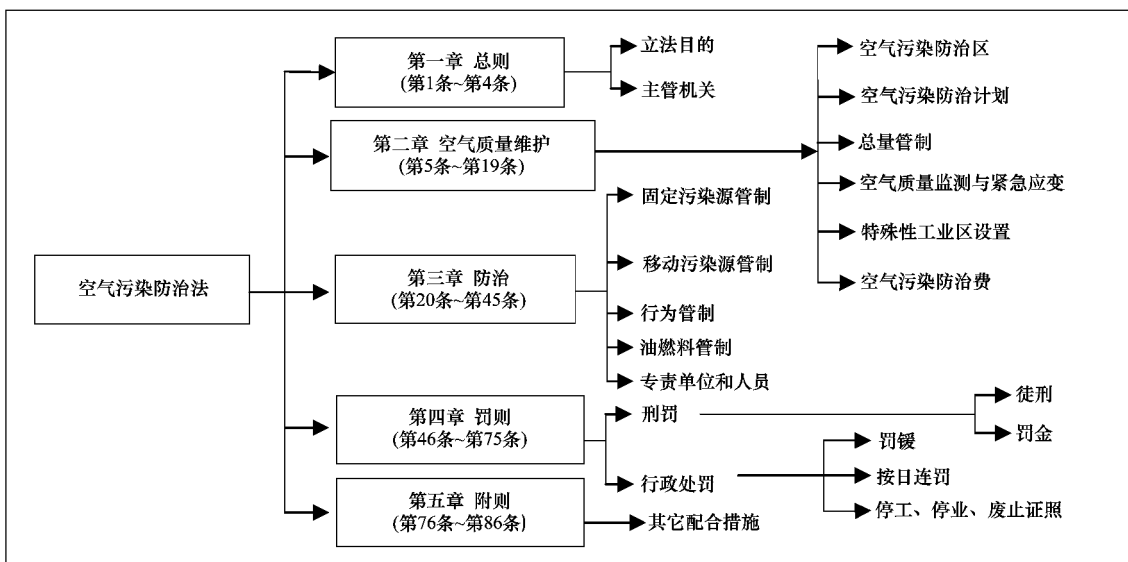 空气污染防治法
第一章 总则
(第1条~第4条)
立法目的
主管机关
第二章 空气质量维护
(第5条~第19条)
空气污染防治区
空气污染防治计划
总量管制
空气质量监测与紧急应变
特殊性工业区设置
空气污染防治费
第三章 防治
(第20条~第45条)
固定污染源管制
移动污染源管制
行为管制
油燃料管制
专责单位和人员
第四章 罚则
(第46条~第75条)
刑罚
徒刑
罚金
行政处罚
罚锾
按日连罚
停工、停业、废止证照
第五章 附则
(第76条~第86条)
其它配合措施